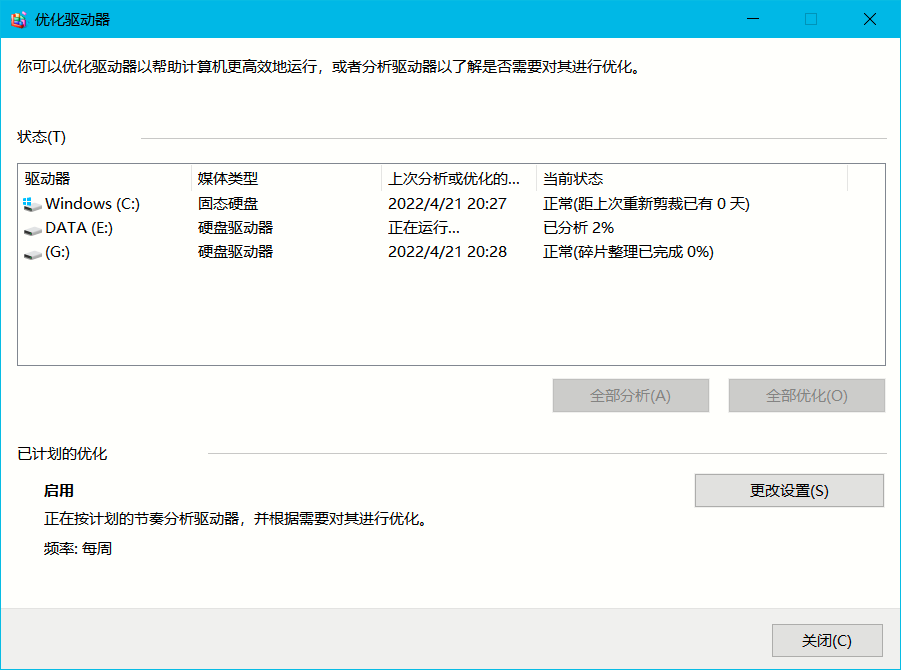 优化驱动器
你可以优化驱动器以帮助计算机更高效地运行，或者分析驱动器以了解是否需要对其进行优化。
状态(T)
驱动器 媒体类型 上次分析或优化的... 当前状态
Windows (C:) 固态硬盘 2022/4/21 20:27 正常(距上次重新剪裁已有 0 天)
DATA (E:) 硬盘驱动器 正在运行... 已分析 2%
(G:) 硬盘驱动器 2022/4/21 20:28 正常(碎片整理已完成 0%)
全部分析(A) 全部优化(O)
已计划的优化
启用
更改设置(S)
正在按计划的节奏分析驱动器，并根据需要对其进行优化。
频率: 每周
关闭(C)